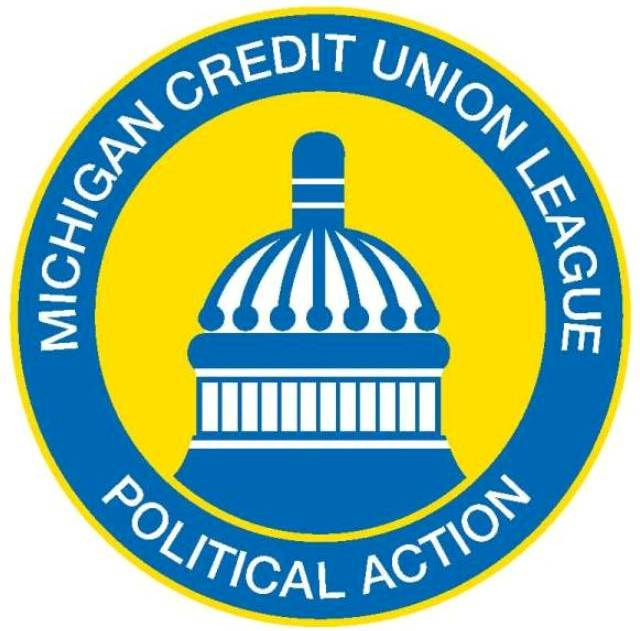 MICHIGAN CREDIT UNION LEAGUE
POLITICAL ACTION